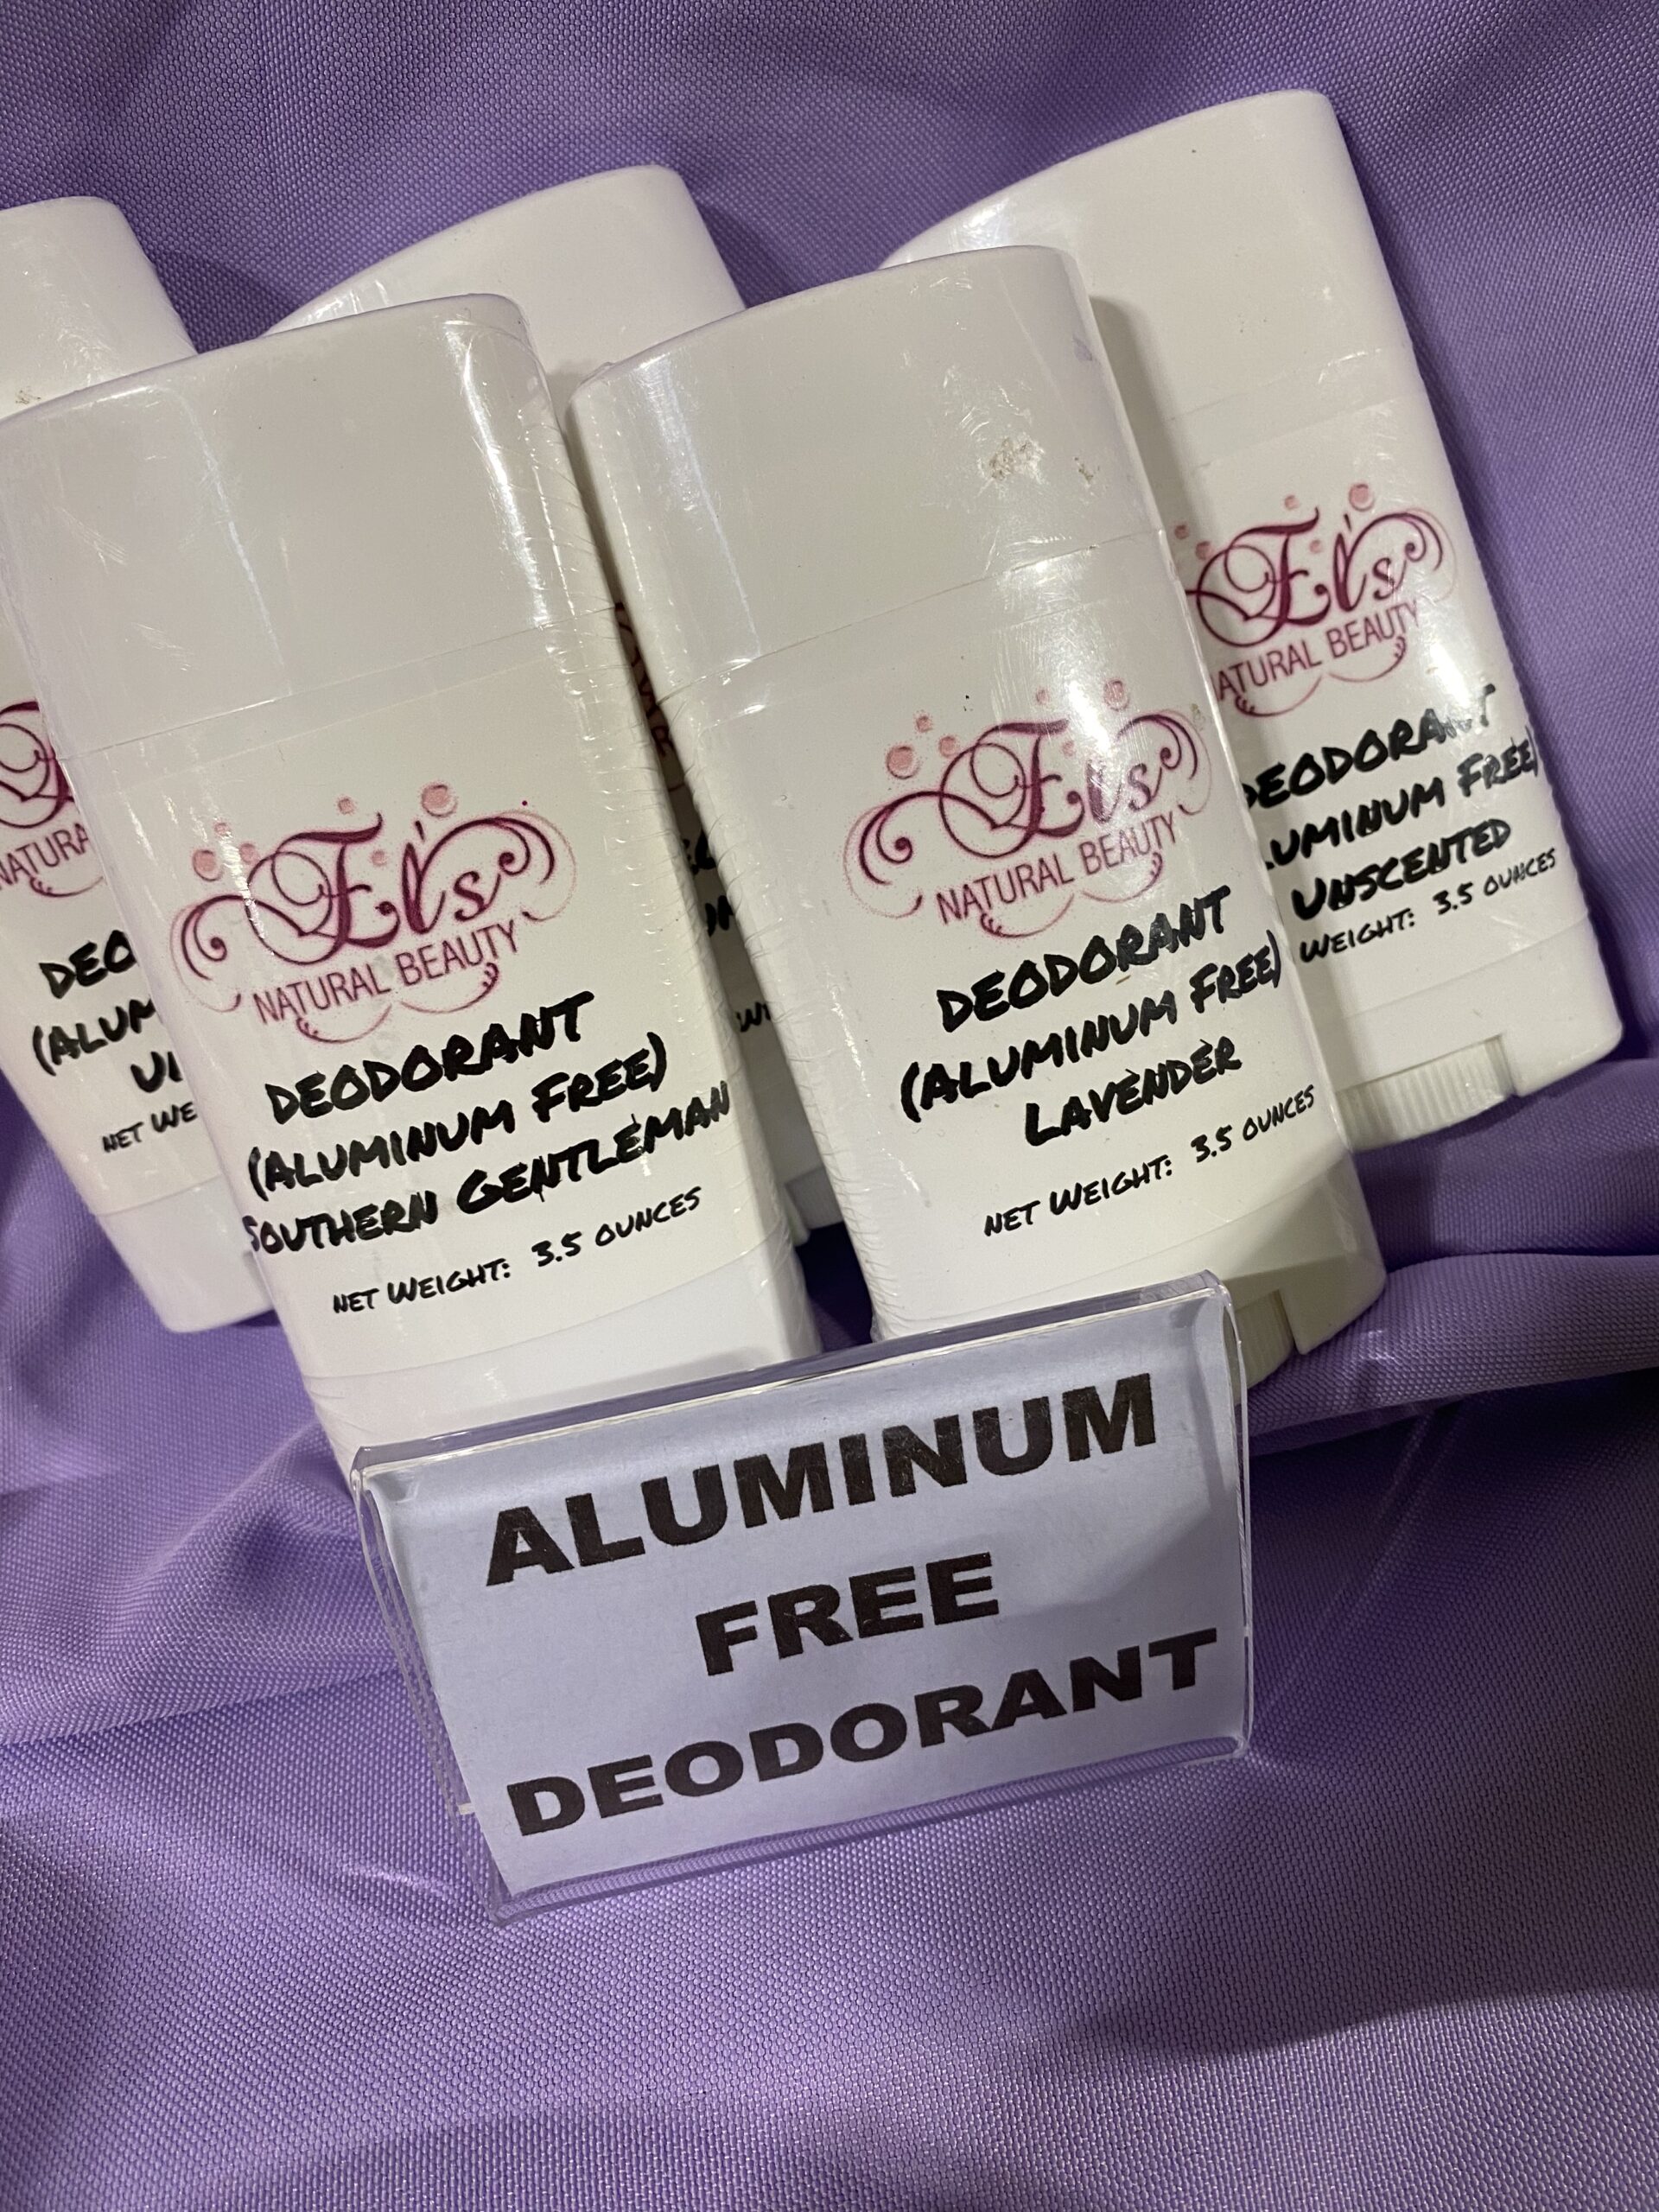 El's
NATURAL BEAUTY
DEODORANT
(ALUMINUM FREE)
SOUTHERN GENTLEMAN
NET WEIGHT: 3.5 OUNCES
El's
NATURAL BEAUTY
DEODORANT
(ALUMINUM FREE)
LAVENDER
NET WEIGHT: 3.5 OUNCES
El's
NATURAL BEAUTY
DEODORANT
ALUMINUM FREE)
UNSCENTED
WEIGHT: 3.5 OUNCES
ALUMINUM
FREE
DEODORANT